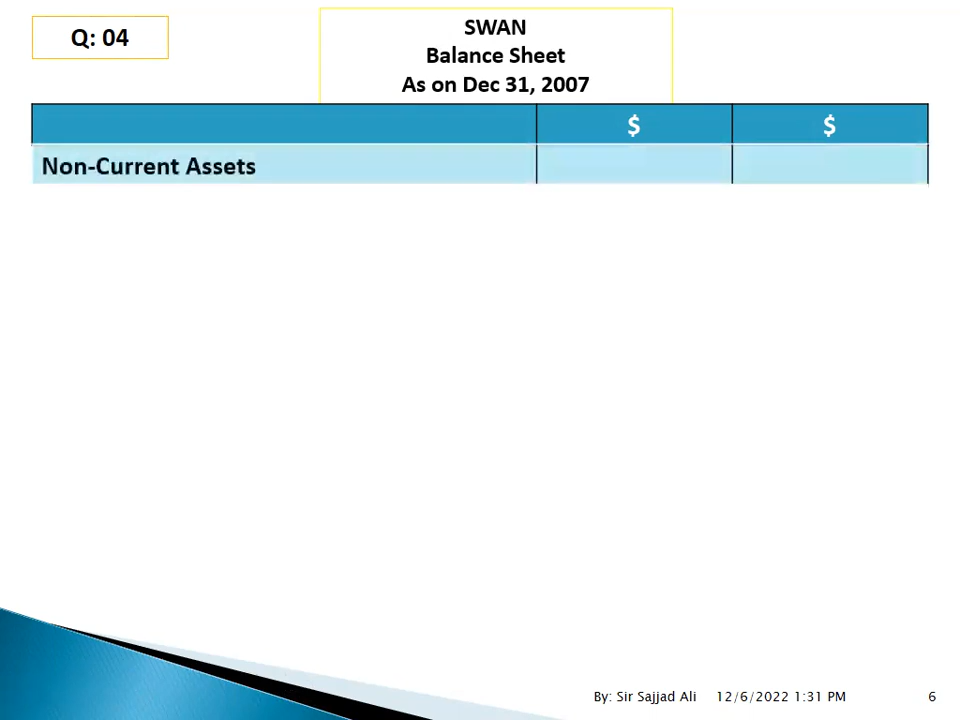 Q: 04
SWAN
Balance Sheet
As on Dec 31, 2007
$ $
Non-Current Assets
By: Sir Sajjad Ali 12/6/2022 1:31 PM 6